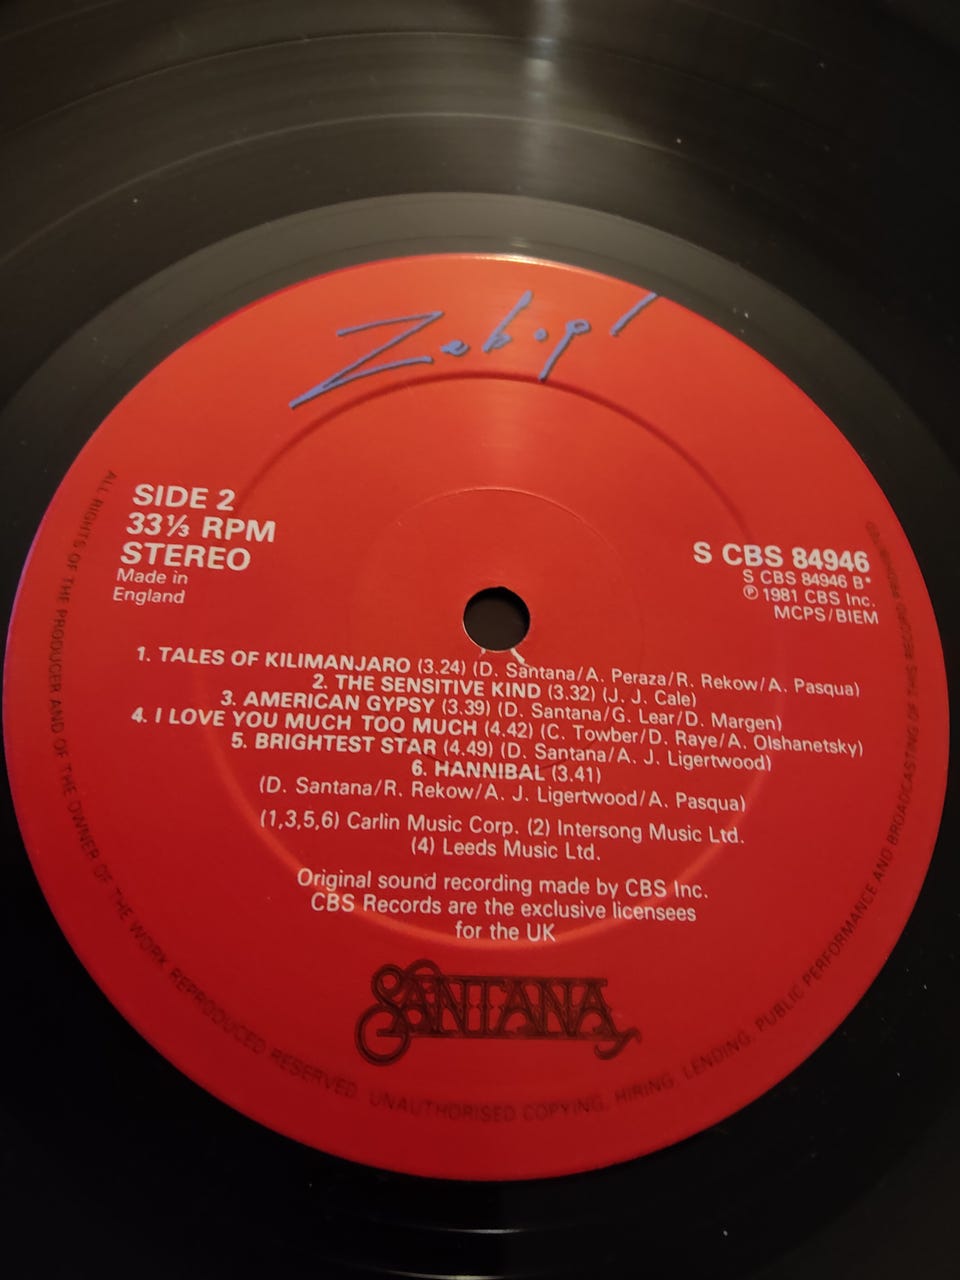 Zebop!
SIDE 2
33⅓ RPM
STEREO
Made in
England
S CBS 84946
S CBS 84946 B*
℗ 1981 CBS Inc.
MCPS/BIEM
1. TALES OF KILIMANJARO (3.24) (D. Santana/A. Peraza/R. Rekow/A. Pasqua)
2. THE SENSITIVE KIND (3.32) (J. J. Cale)
3. AMERICAN GYPSY (3.39) (D. Santana/G. Lear/D. Margen)
4. I LOVE YOU MUCH TOO MUCH (4.42) (C. Towber/D. Raye/A. Olshanetsky)
5. BRIGHTEST STAR (4.49) (D. Santana/A. J. Ligertwood)
6. HANNIBAL (3.41)
(D. Santana/R. Rekow/A. J. Ligertwood/A. Pasqua)
(1,3,5,6) Carlin Music Corp. (2) Intersong Music Ltd.
(4) Leeds Music Ltd.
Original sound recording made by CBS Inc.
CBS Records are the exclusive licensees
for the UK
SANTANA
ALL RIGHTS OF THE PRODUCER AND OF THE OWNER OF THE WORK REPRODUCED RESERVED. UNAUTHORISED COPYING, HIRING, LENDING, PUBLIC PERFORMANCE AND BROADCASTING OF THIS RECORD PROHIBITED